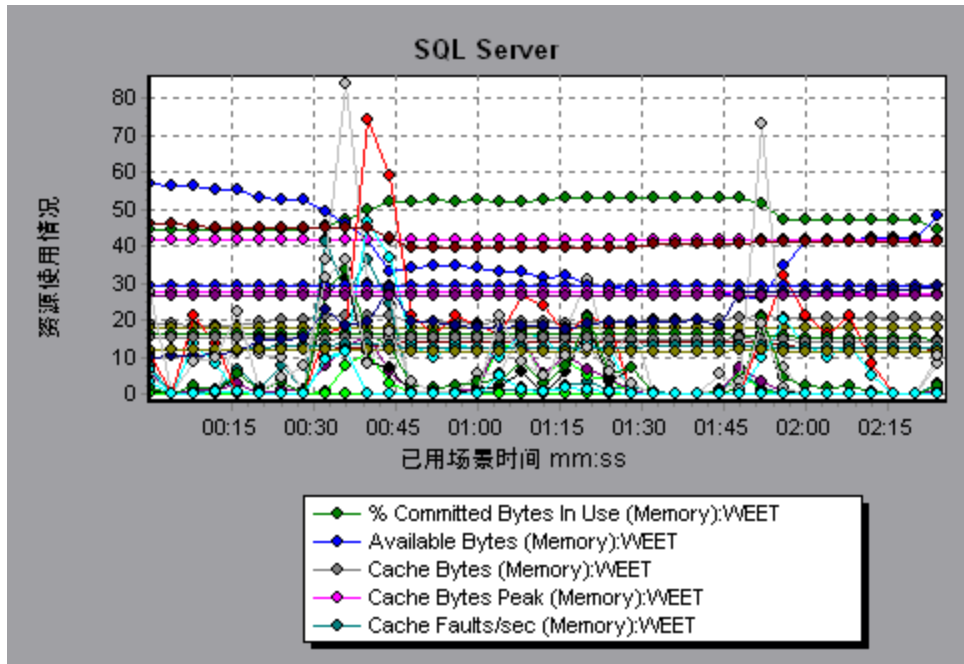 SQL Server
80
70
60
50
40
30
20
10
0
资源使用情况
00:15 00:30 00:45 01:00 01:15 01:30 01:45 02:00 02:15
已用场景时间 mm:ss
% Committed Bytes In Use (Memory):WEET
Available Bytes (Memory):WEET
Cache Bytes (Memory):WEET
Cache Bytes Peak (Memory):WEET
Cache Faults/sec (Memory):WEET